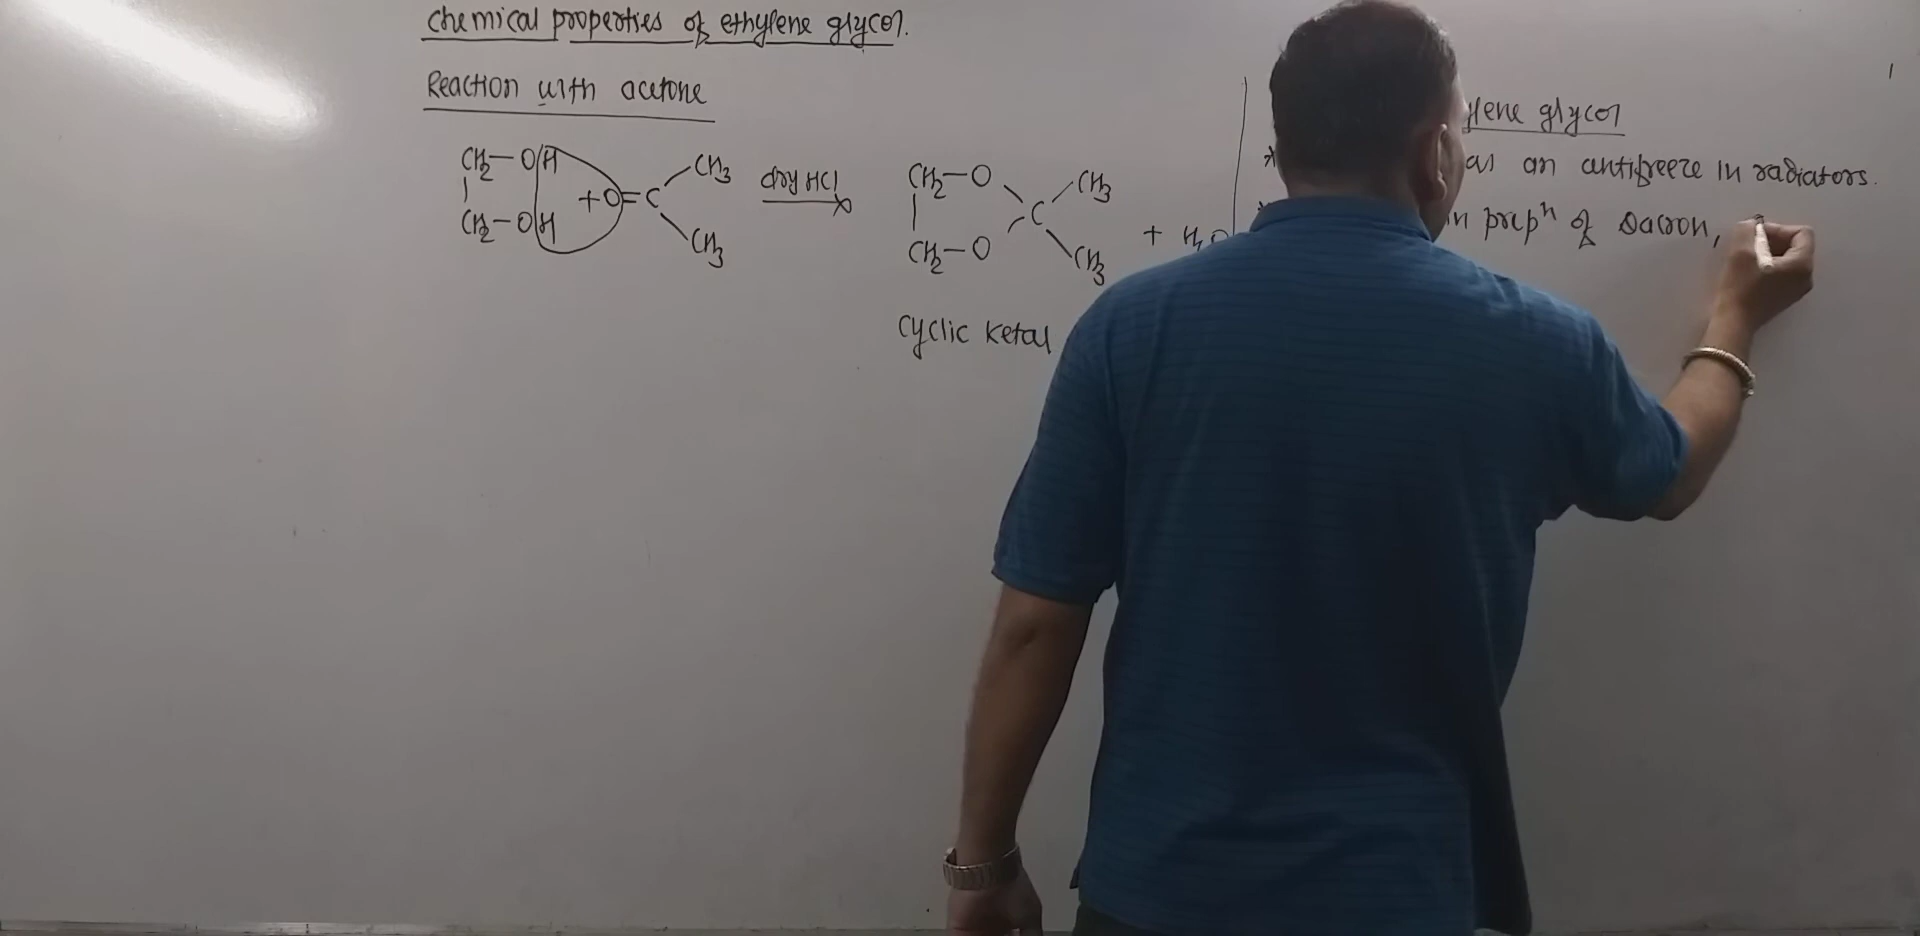 Chemical properties of ethylene glycol.
Reaction with acetone
CH2—OH
CH2—OH
+ O=C
CH3
CH3
dry HCl
CH2—O
CH2—O
C
CH3
CH3
+ H2O
Cyclic ketal
ylene glycol
* as an antifreeze in radiators.
* in prepn of Dacron,